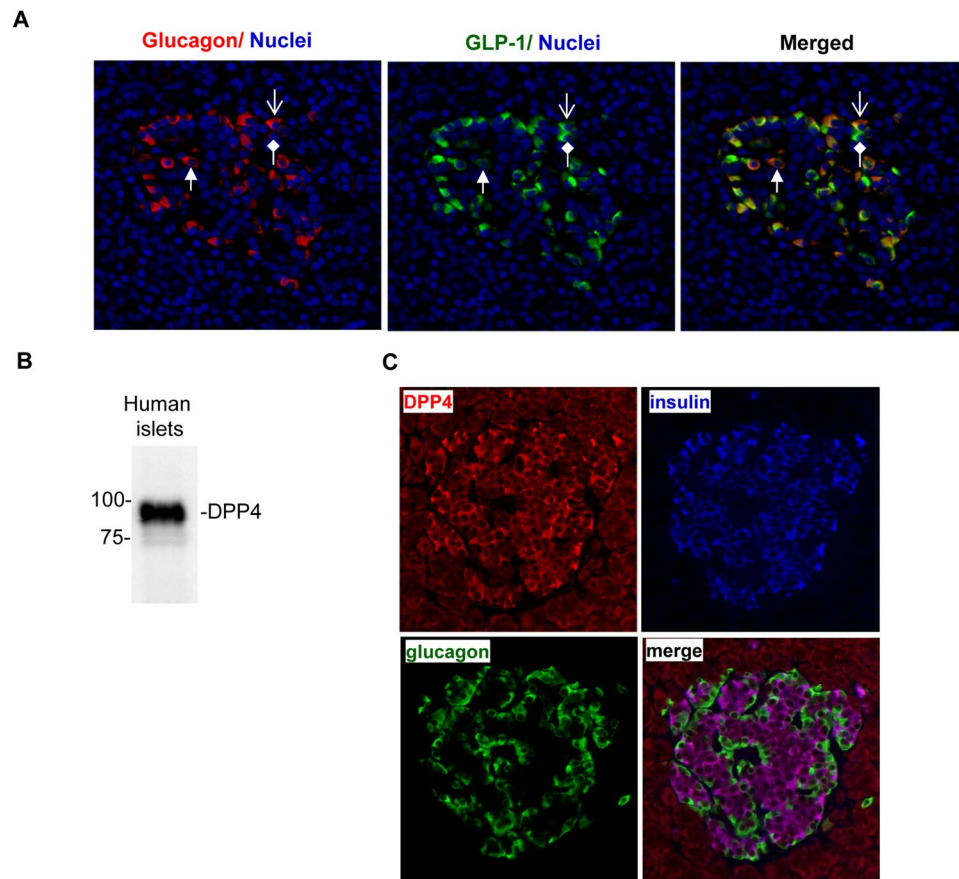 A
Glucagon/ Nuclei
GLP-1/ Nuclei
Merged
B
Human
islets
100-
-DPP4
75-
C
DPP4
insulin
glucagon
merge